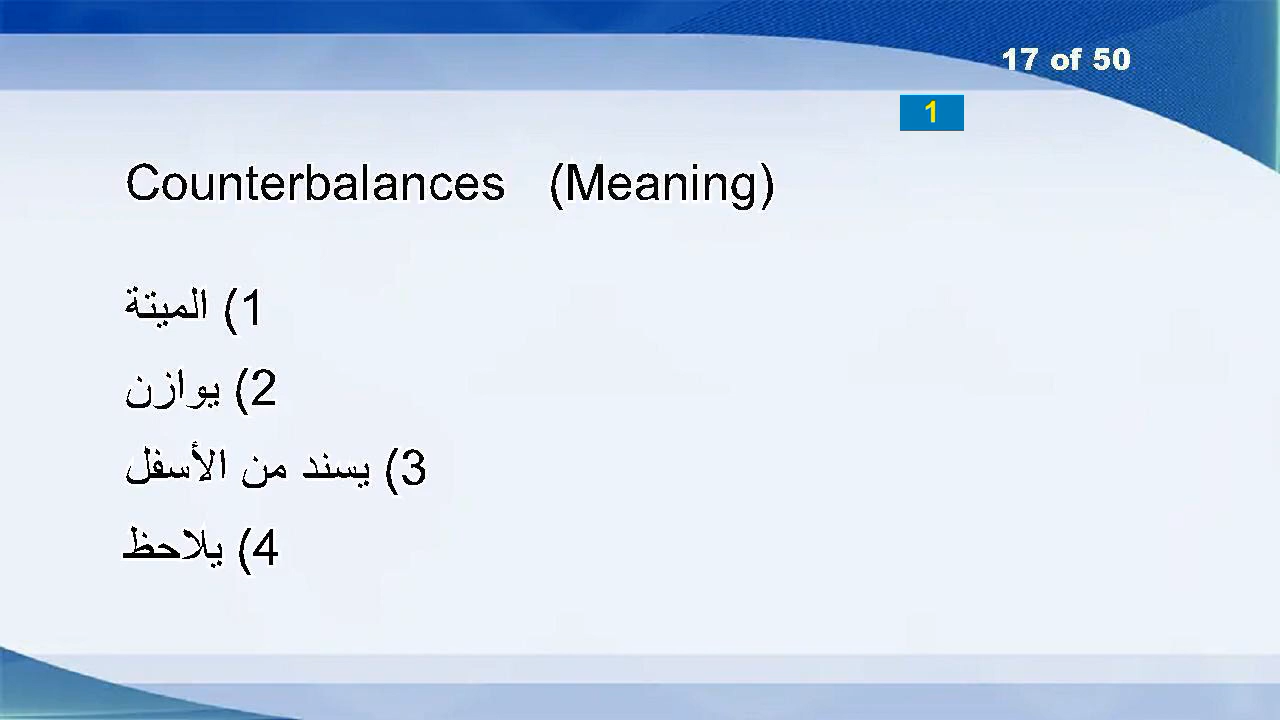 17 of 50
1
Counterbalances (Meaning)
1) الميتة
2) يوازن
3) يسند من الأسفل
4) يلاحظ